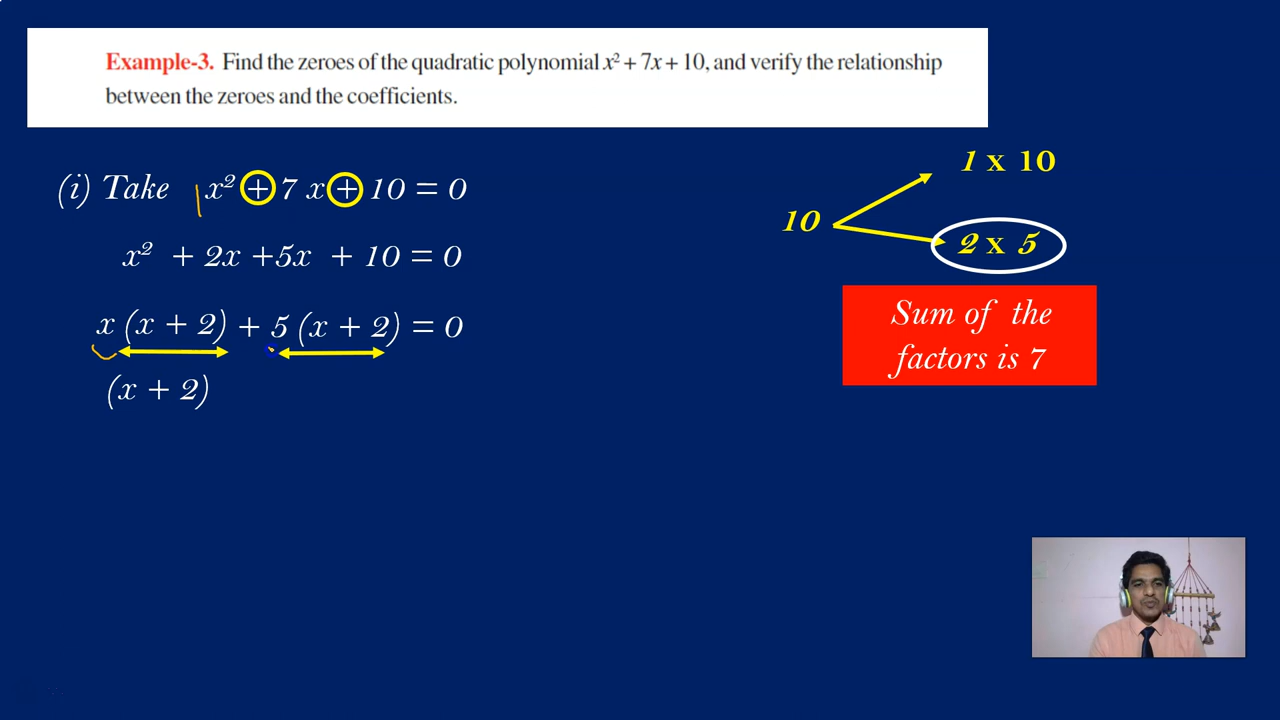 Example-3. Find the zeroes of the quadratic polynomial x² + 7x + 10, and verify the relationship
between the zeroes and the coefficients.
(i) Take x² + 7 x + 10 = 0
x² + 2x +5x + 10 = 0
x (x + 2) + 5 (x + 2) = 0
(x + 2)
1 x 10
10
2 x 5
Sum of the
factors is 7